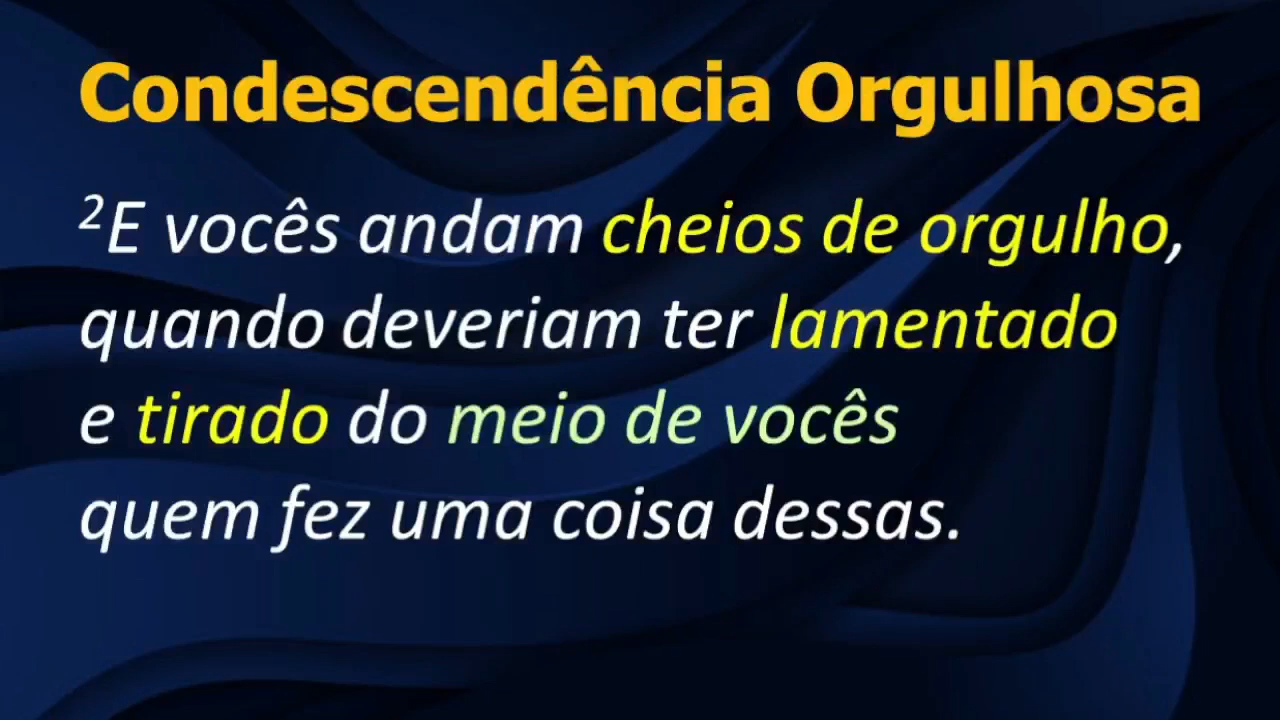 Condescendência Orgulhosa
²E vocês andam cheios de orgulho,
quando deveriam ter lamentado
e tirado do meio de vocês
quem fez uma coisa dessas.